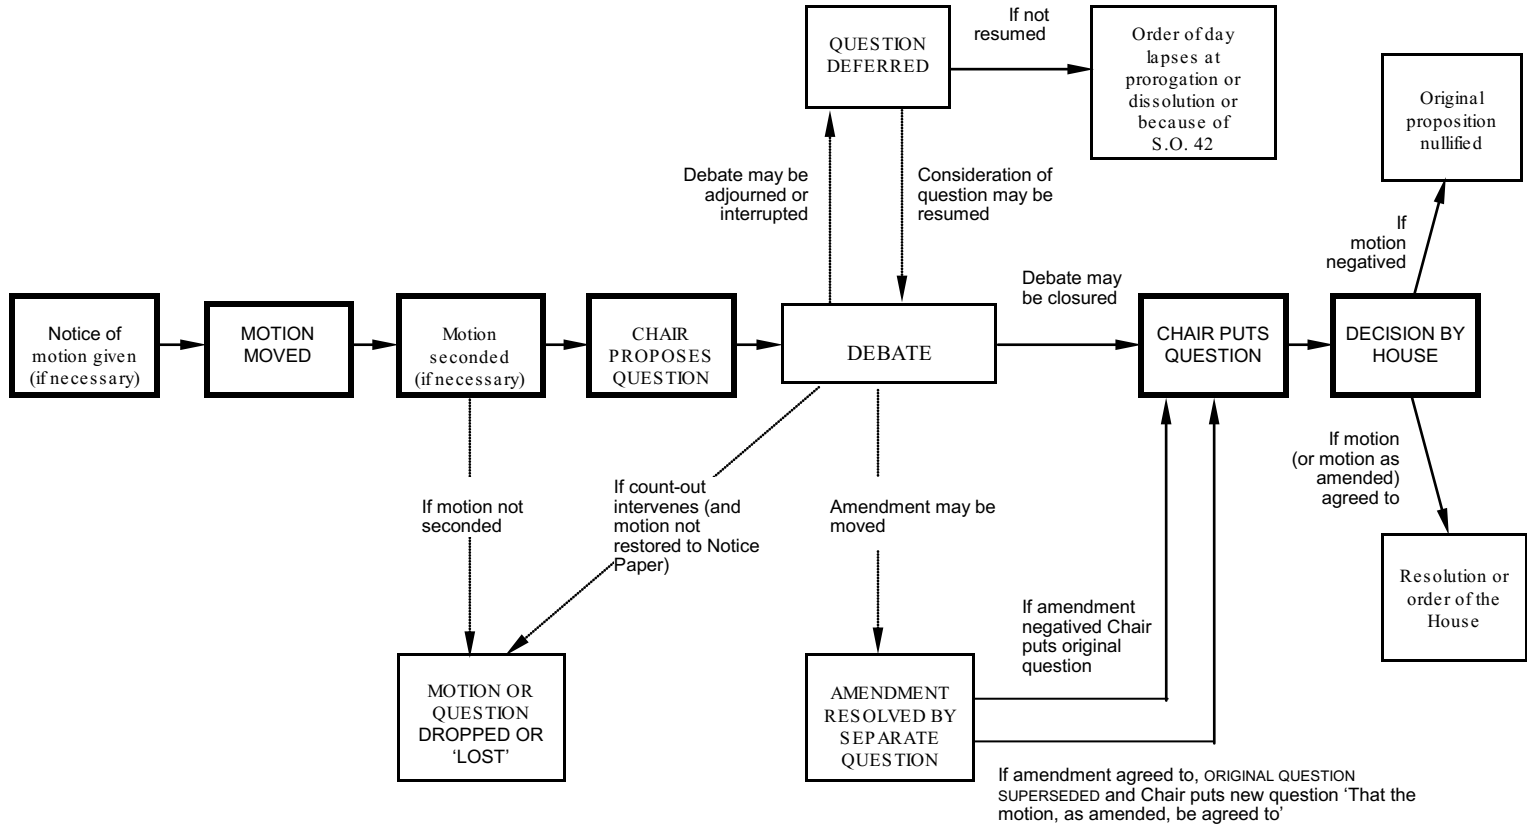 QUESTION
DEFERRED
If not
resumed
Order of day
lapses at
prorogation or
dissolution or
because of
S.O. 42
Original
proposition
nullified
Debate may be
adjourned or
interrupted
Consideration of
question may be
resumed
If
motion
negatived
Notice of
motion given
(if necessary)
MOTION
MOVED
Motion
seconded
(if necessary)
CHAIR
PROPOSES
QUESTION
DEBATE
Debate may
be closured
CHAIR PUTS
QUESTION
DECISION BY
HOUSE
If motion not
seconded
If count-out
intervenes (and
motion not
restored to Notice
Paper)
Amendment may be
moved
If motion
(or motion as
amended)
agreed to
Resolution or
order of the
House
If amendment
negatived Chair
puts original
question
MOTION OR
QUESTION
DROPPED OR
‘LOST’
AMENDMENT
RESOLVED BY
SEPARATE
QUESTION
If amendment agreed to, ORIGINAL QUESTION
SUPERSEDED and Chair puts new question ‘That the
motion, as amended, be agreed to’